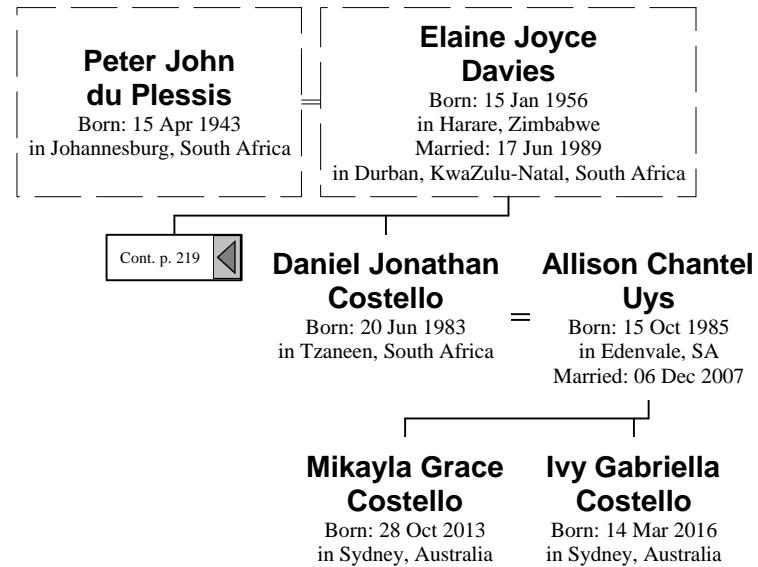 Peter John
du Plessis
Born: 15 Apr 1943
in Johannesburg, South Africa
Elaine Joyce
Davies
Born: 15 Jan 1956
in Harare, Zimbabwe
Married: 17 Jun 1989
in Durban, KwaZulu-Natal, South Africa
Cont. p. 219
Daniel Jonathan
Costello
Born: 20 Jun 1983
in Tzaneen, South Africa
Allison Chantel
Uys
Born: 15 Oct 1985
in Edenvale, SA
Married: 06 Dec 2007
Mikayla Grace
Costello
Born: 28 Oct 2013
in Sydney, Australia
Ivy Gabriella
Costello
Born: 14 Mar 2016
in Sydney, Australia